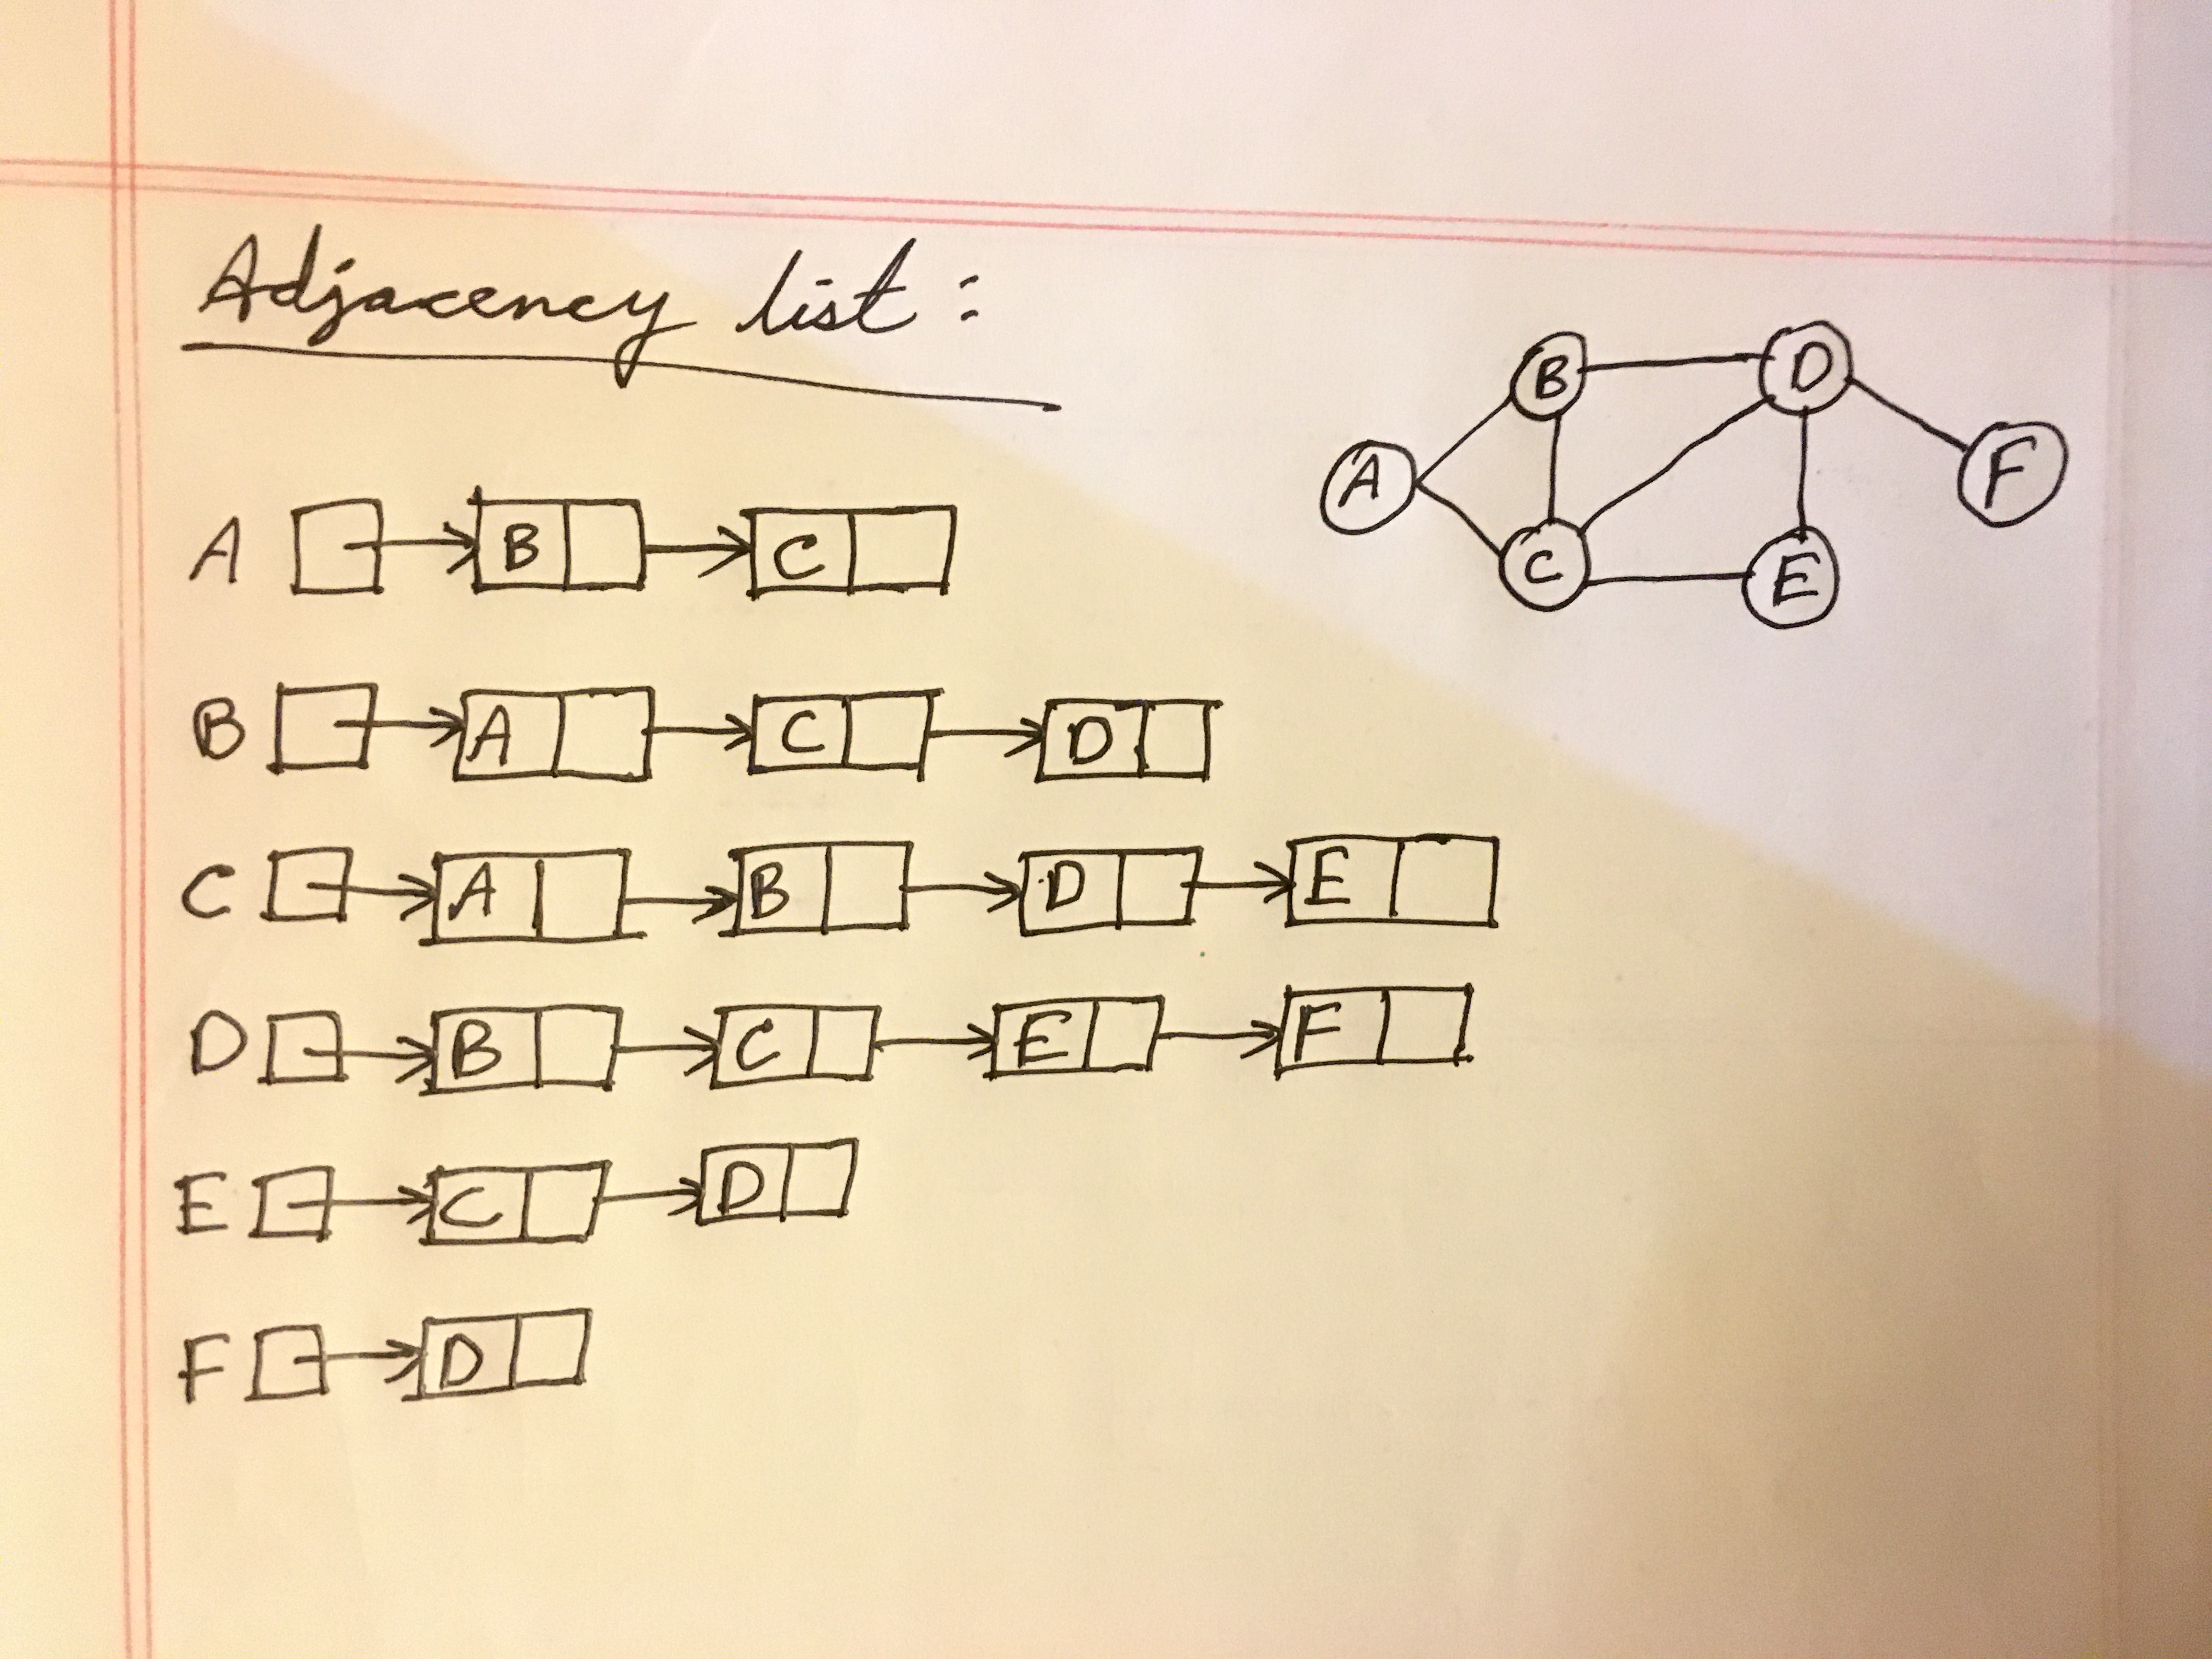 Adjacency list:
B D
A F
C E
A B C
B A C D
C A B D E
D B C E F
E C D
F D